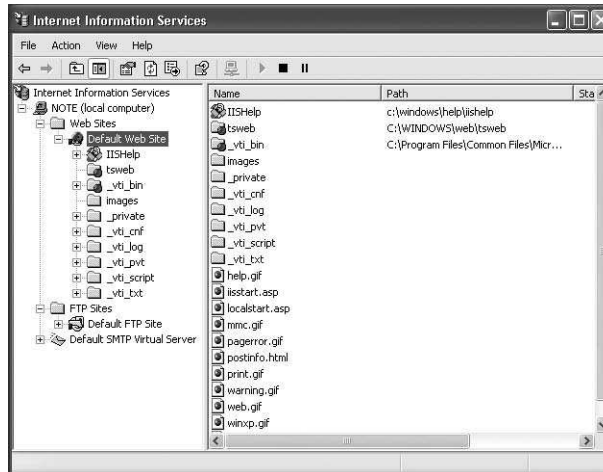 Internet Information Services
File Action View Help
Internet Information Services
NOTE (local computer)
Web Sites
Default Web Site
IISHelp
tsweb
_vti_bin
images
_private
_vti_cnf
_vti_log
_vti_pvt
_vti_script
_vti_txt
FTP Sites
Default FTP Site
Default SMTP Virtual Server
Name Path Sta
IISHelp c:\windows\help\iishelp
tsweb C:\WINDOWS\web\tsweb
_vti_bin C:\Program Files\Common Files\Micr...
images
_private
_vti_cnf
_vti_log
_vti_pvt
_vti_script
_vti_txt
help.gif
iisstart.asp
localstart.asp
mmc.gif
pagerror.gif
postinfo.html
print.gif
warning.gif
web.gif
winxp.gif